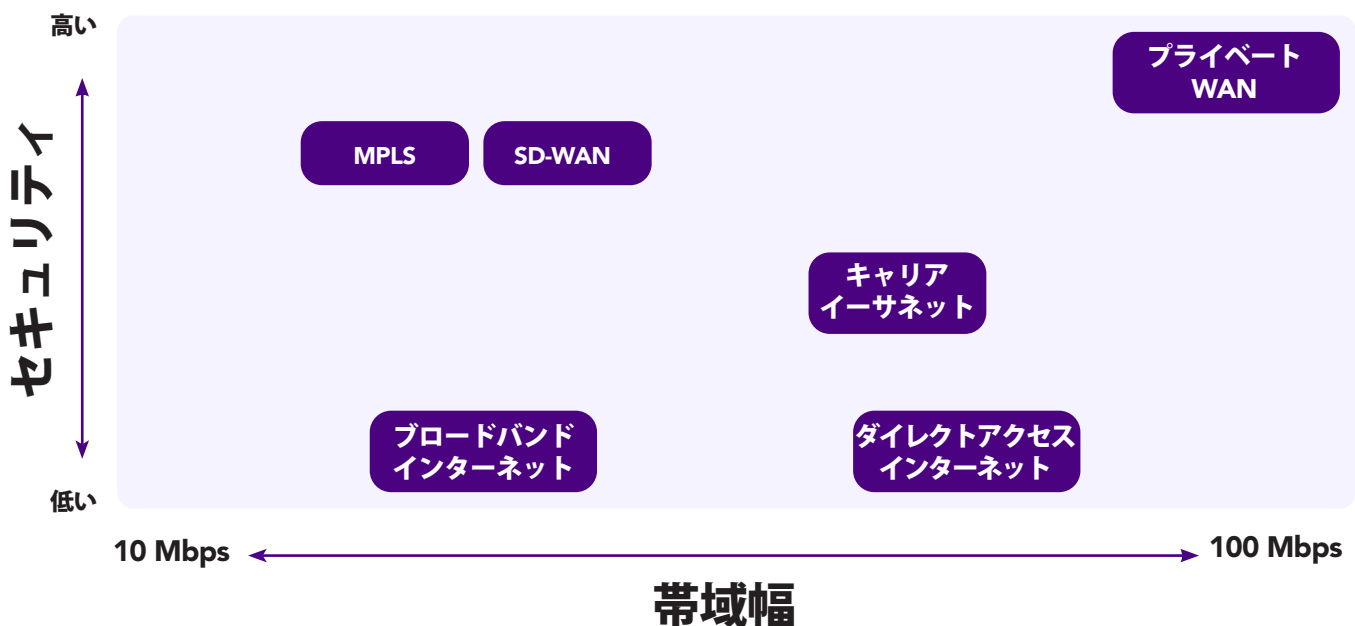 高い
プライベート
WAN
MPLS
SD-WAN
セキュリティ
キャリア
イーサネット
ブロードバンド
インターネット
ダイレクトアクセス
インターネット
低い
10 Mbps
100 Mbps
帯域幅